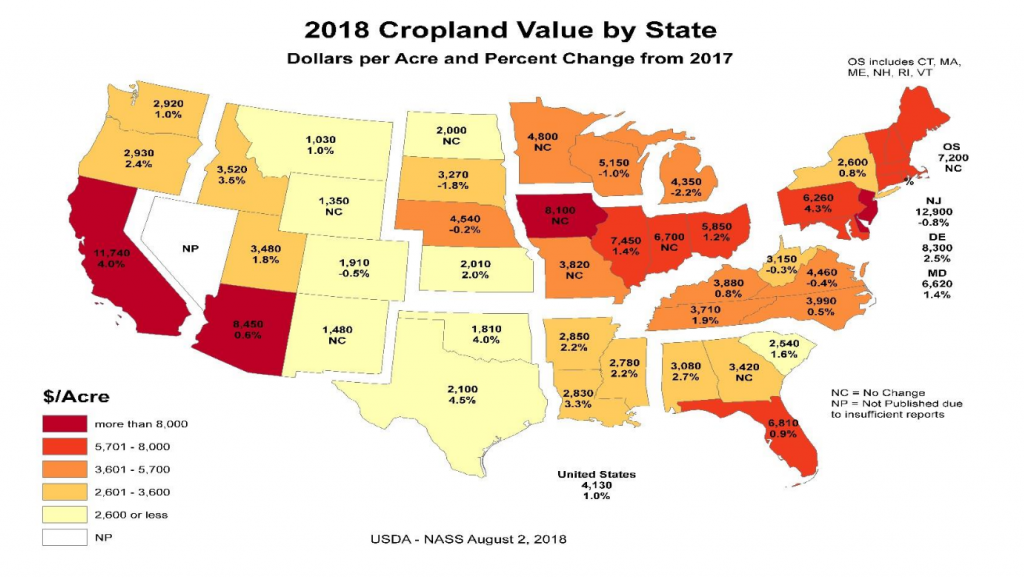 2018 Cropland Value by State
Dollars per Acre and Percent Change from 2017
OS includes CT, MA,
ME, NH, RI, VT
2,920
1.0%
2,930
2.4%
3,520
3.5%
1,030
1.0%
1,350
NC
2,000
NC
3,270
-1.8%
4,540
-0.2%
4,800
NC
5,150
-1.0%
4,350
-2.2%
2,600
0.8%
OS
7,200
NC
%
6,260
4.3%
NJ
12,900
-0.8%
DE
8,300
2.5%
MD
6,620
1.4%
11,740
4.0%
NP
3,480
1.8%
1,910
-0.5%
2,010
2.0%
8,100
NC
3,820
NC
7,450
1.4%
6,700
NC
5,850
1.2%
3,150
-0.3%
4,460
-0.4%
3,880
0.8%
3,990
0.5%
3,710
1.9%
8,450
0.6%
1,480
NC
1,810
4.0%
2,100
4.5%
2,850
2.2%
2,830
3.3%
2,780
2.2%
3,080
2.7%
3,420
NC
2,540
1.6%
6,810
0.9%
NC = No Change
NP = Not Published due
to insufficient reports
$/Acre
more than 8,000
5,701 - 8,000
3,601 - 5,700
2,601 - 3,600
2,600 or less
NP
United States
4,130
1.0%
USDA - NASS August 2, 2018